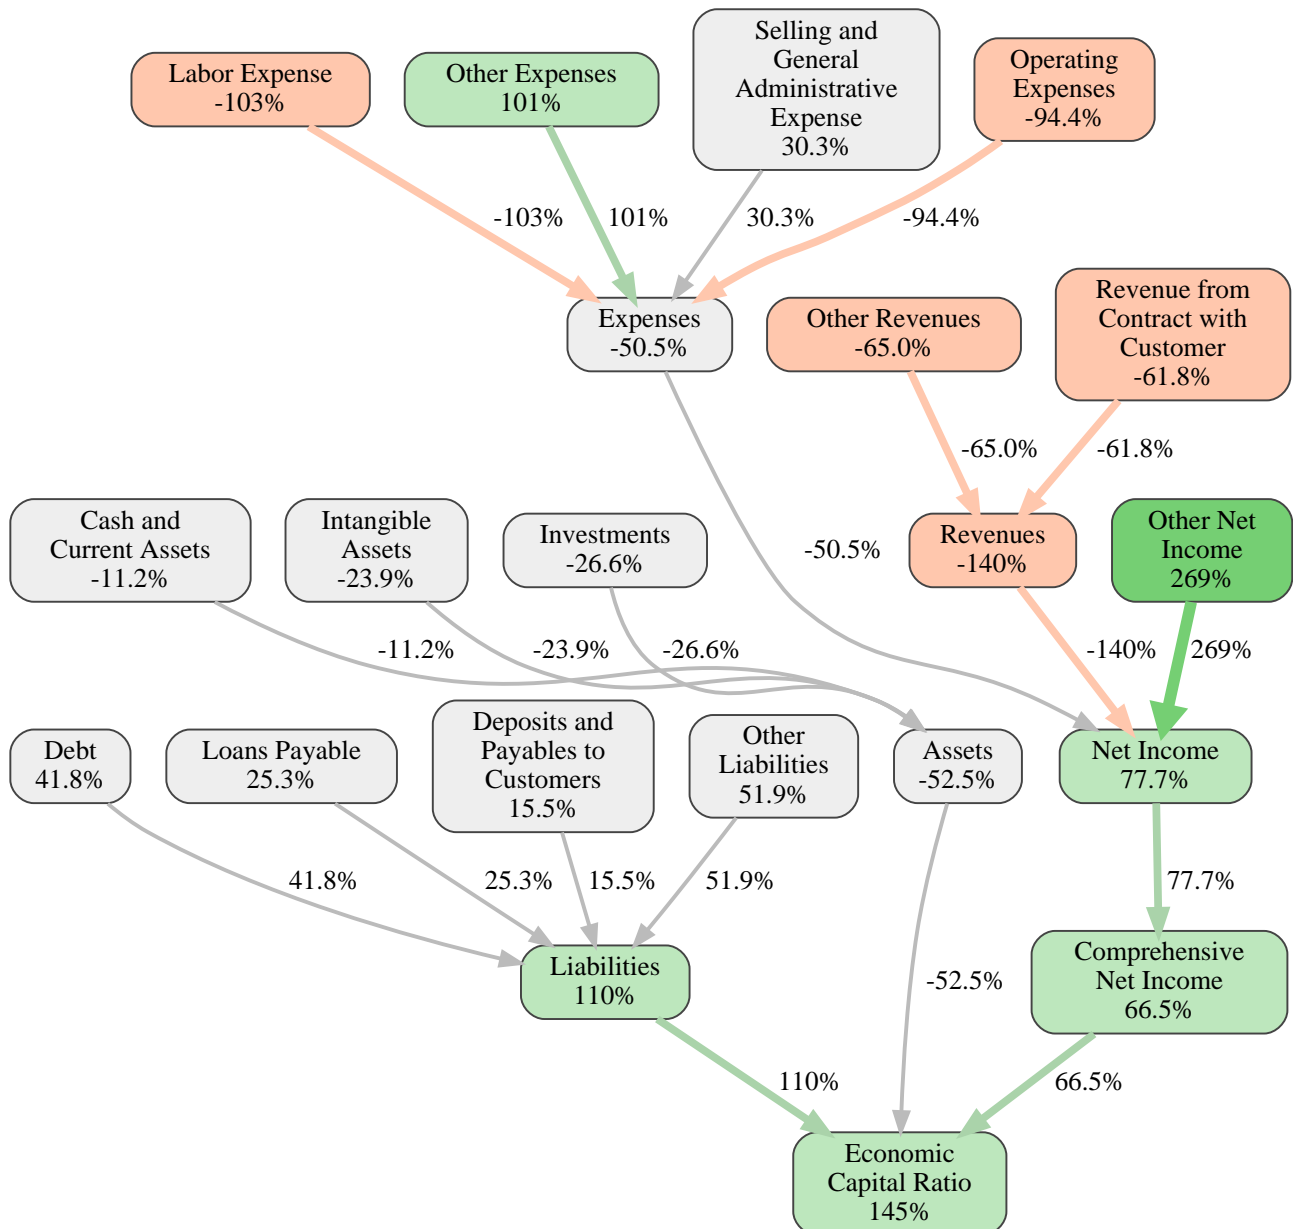 Labor Expense
-103%
Other Expenses
101%
Selling and
General
Administrative
Expense
30.3%
Operating
Expenses
-94.4%
-103%
101%
30.3%
-94.4%
Expenses
-50.5%
Other Revenues
-65.0%
Revenue from
Contract with
Customer
-61.8%
-65.0%
-61.8%
Cash and
Current Assets
-11.2%
Intangible
Assets
-23.9%
Investments
-26.6%
-50.5%
Revenues
-140%
Other Net
Income
269%
-11.2%
-23.9%
-26.6%
-140%
269%
Debt
41.8%
Loans Payable
25.3%
Deposits and
Payables to
Customers
15.5%
Other
Liabilities
51.9%
Assets
-52.5%
Net Income
77.7%
41.8%
25.3%
15.5%
51.9%
77.7%
Liabilities
110%
-52.5%
Comprehensive
Net Income
66.5%
110%
66.5%
Economic
Capital Ratio
145%